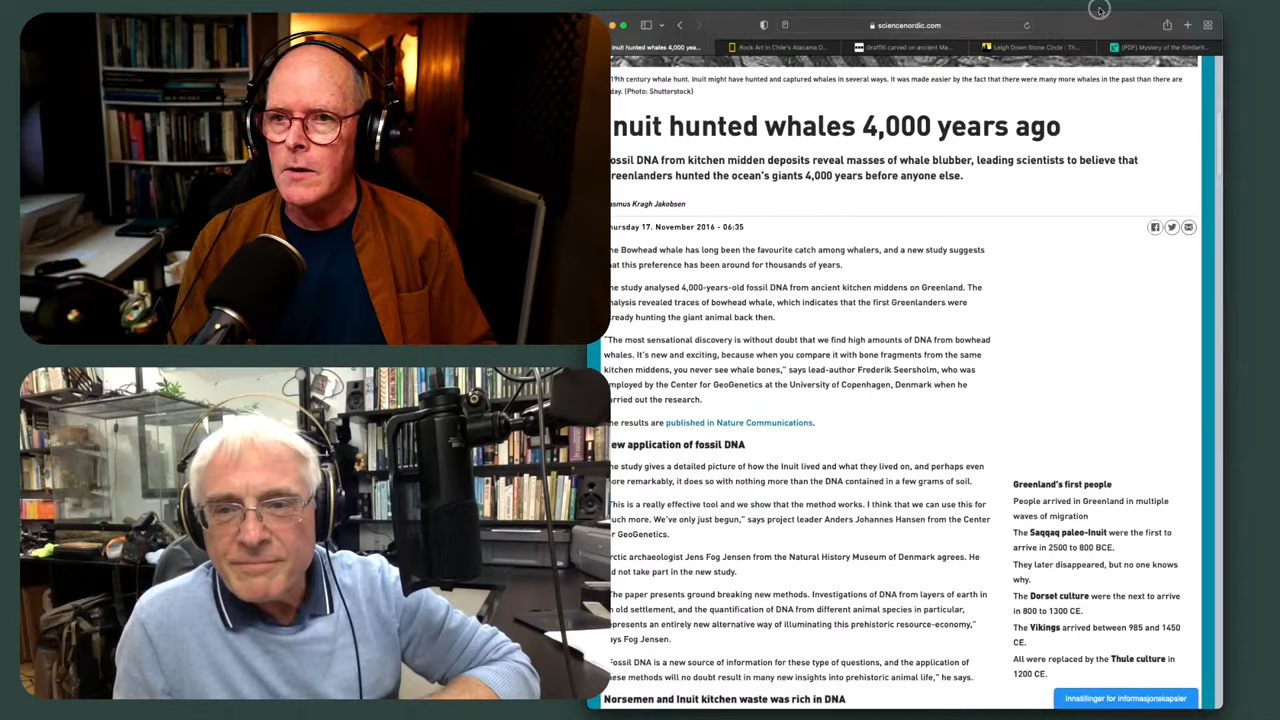 sciencenordic.com
inuit hunted whales 4,000 yea...
Rock Art in Chile's Atacama D...
Graffiti carved on ancient Ma...
Leigh Down Stone Circle : Th...
(PDF) Mystery of the Similarit...
19th century whale hunt. Inuit might have hunted and captured whales in several ways. It was made easier by the fact that there were many more whales in the past than there are
day. (Photo: Shutterstock)
nuit hunted whales 4,000 years ago
ossil DNA from kitchen midden deposits reveal masses of whale blubber, leading scientists to believe that
reenlanders hunted the ocean's giants 4,000 years before anyone else.
asmus Kragh Jakobsen
hursday 17. November 2016 - 06:35
he Bowhead whale has long been the favourite catch among whalers, and a new study suggests
at this preference has been around for thousands of years.
he study analysed 4,000-years-old fossil DNA from ancient kitchen middens on Greenland. The
nalysis revealed traces of bowhead whale, which indicates that the first Greenlanders were
lready hunting the giant animal back then.
"The most sensational discovery is without doubt that we find high amounts of DNA from bowhead
whales. It's new and exciting, because when you compare it with bone fragments from the same
kitchen middens, you never see whale bones," says lead-author Frederik Seersholm, who was
mployed by the Center for GeoGenetics at the University of Copenhagen, Denmark when he
arried out the research.
he results are published in Nature Communications.
ew application of fossil DNA
he study gives a detailed picture of how the Inuit lived and what they lived on, and perhaps even
ore remarkably, it does so with nothing more than the DNA contained in a few grams of soil.
This is a really effective tool and we show that the method works. I think that we can use this for
uch more. We've only just begun," says project leader Anders Johannes Hansen from the Center
r GeoGenetics.
rctic archaeologist Jens Fog Jensen from the Natural History Museum of Denmark agrees. He
d not take part in the new study.
The paper presents ground breaking new methods. Investigations of DNA from layers of earth in
old settlement, and the quantification of DNA from different animal species in particular,
epresents an entirely new alternative way of illuminating this prehistoric resource-economy,"
ays Fog Jensen.
Fossil DNA is a new source of information for these type of questions, and the application of
hese methods will no doubt result in many new insights into prehistoric animal life," he says.
Norsemen and Inuit kitchen waste was rich in DNA
Greenland's first people
People arrived in Greenland in multiple
waves of migration
The Saqqaq paleo-Inuit were the first to
arrive in 2500 to 800 BCE.
They later disappeared, but no one knows
why.
The Dorset culture were the next to arrive
in 800 to 1300 CE.
The Vikings arrived between 985 and 1450
CE.
All were replaced by the Thule culture in
1200 CE.
Innstillinger for informasjonskapsler